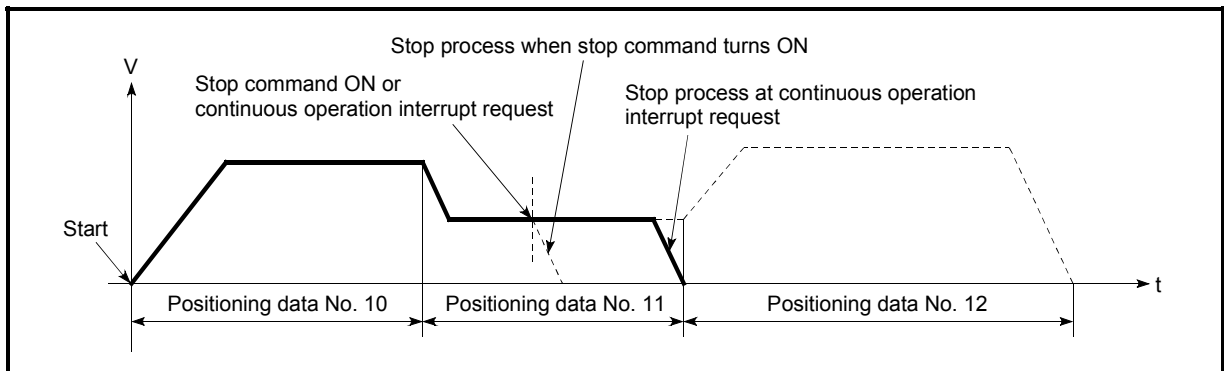 Stop process when stop command turns ON
V
Stop command ON or
continuous operation interrupt request
Stop process at continuous operation
interrupt request
Start
t
Positioning data No. 10
Positioning data No. 11
Positioning data No. 12